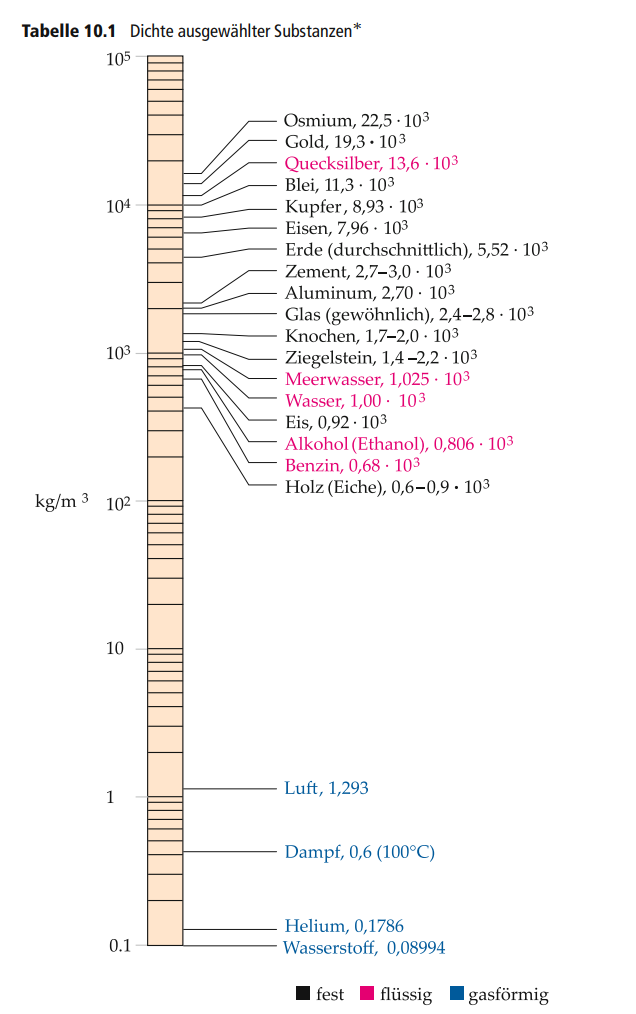 Tabelle 10.1 Dichte ausgewählter Substanzen*
10⁵
Osmium, 22,5 · 10³
Gold, 19,3 · 10³
Quecksilber, 13,6 · 10³
Blei, 11,3 · 10³
10⁴
Kupfer, 8,93 · 10³
Eisen, 7,96 · 10³
Erde (durchschnittlich), 5,52 · 10³
Zement, 2,7–3,0 · 10³
Aluminum, 2,70 · 10³
Glas (gewöhnlich), 2,4–2,8 · 10³
Knochen, 1,7–2,0 · 10³
10³
Ziegelstein, 1,4–2,2 · 10³
Meerwasser, 1,025 · 10³
Wasser, 1,00 · 10³
Eis, 0,92 · 10³
Alkohol (Ethanol), 0,806 · 10³
Benzin, 0,68 · 10³
Holz (Eiche), 0,6–0,9 · 10³
kg/m ³ 10²
10
Luft, 1,293
1
Dampf, 0,6 (100°C)
Helium, 0,1786
0.1
Wasserstoff, 0,08994
fest flüssig gasförmig